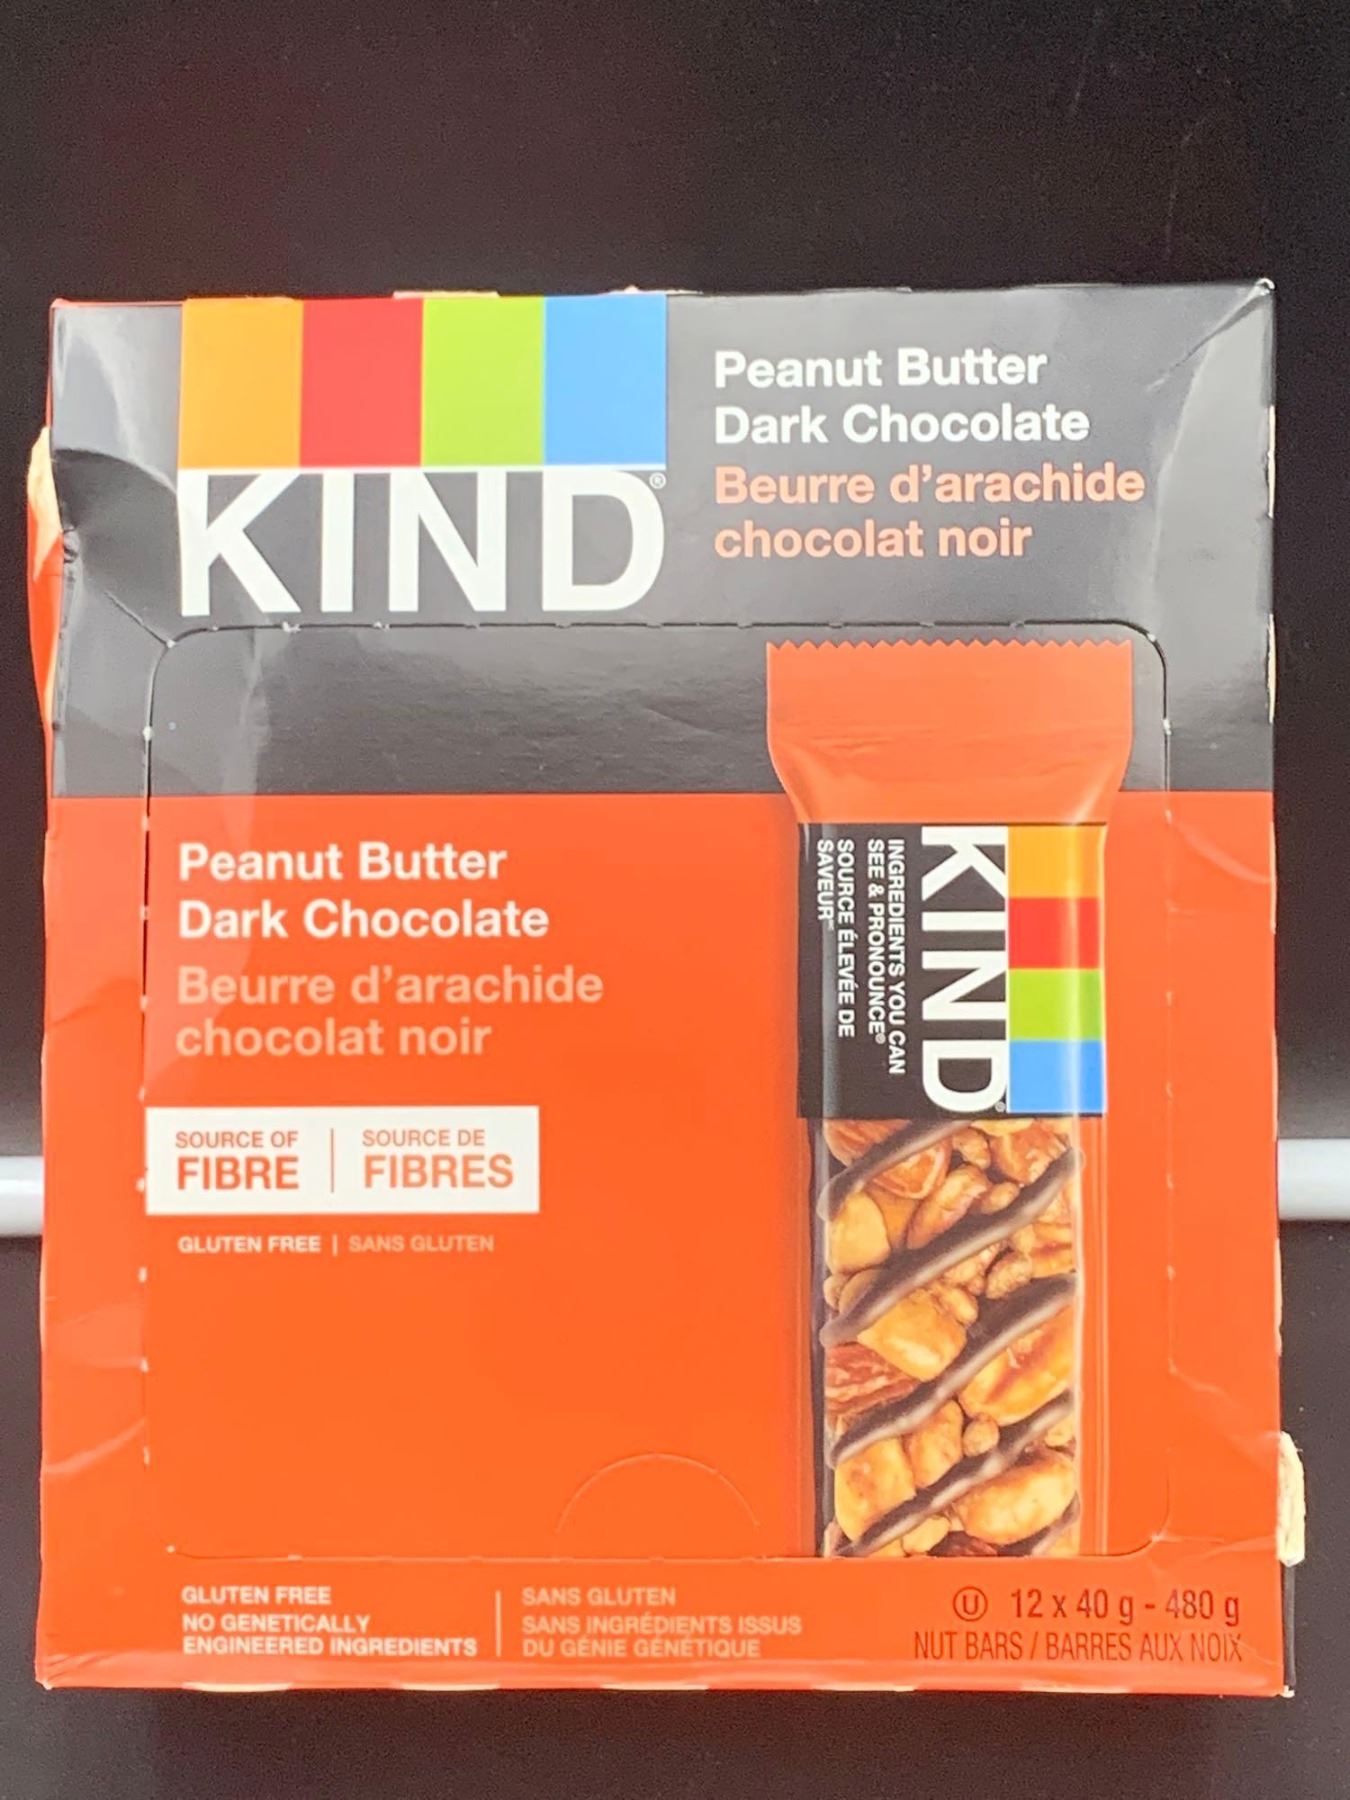 KIND®
Peanut Butter
Dark Chocolate
Beurre d'arachide
chocolat noir
Peanut Butter
Dark Chocolate
Beurre d'arachide
chocolat noir
SOURCE OF
FIBRE
SOURCE DE
FIBRES
GLUTEN FREE | SANS GLUTEN
KIND®
INGREDIENTS YOU CAN
SEE & PRONOUNCE®
SOURCE ÉLEVÉE DE
SAVEUR™
GLUTEN FREE
NO GENETICALLY
ENGINEERED INGREDIENTS
SANS GLUTEN
SANS INGRÉDIENTS ISSUS
DU GÉNIE GÉNÉTIQUE
Ⓤ 12 x 40 g - 480 g
NUT BARS / BARRES AUX NOIX